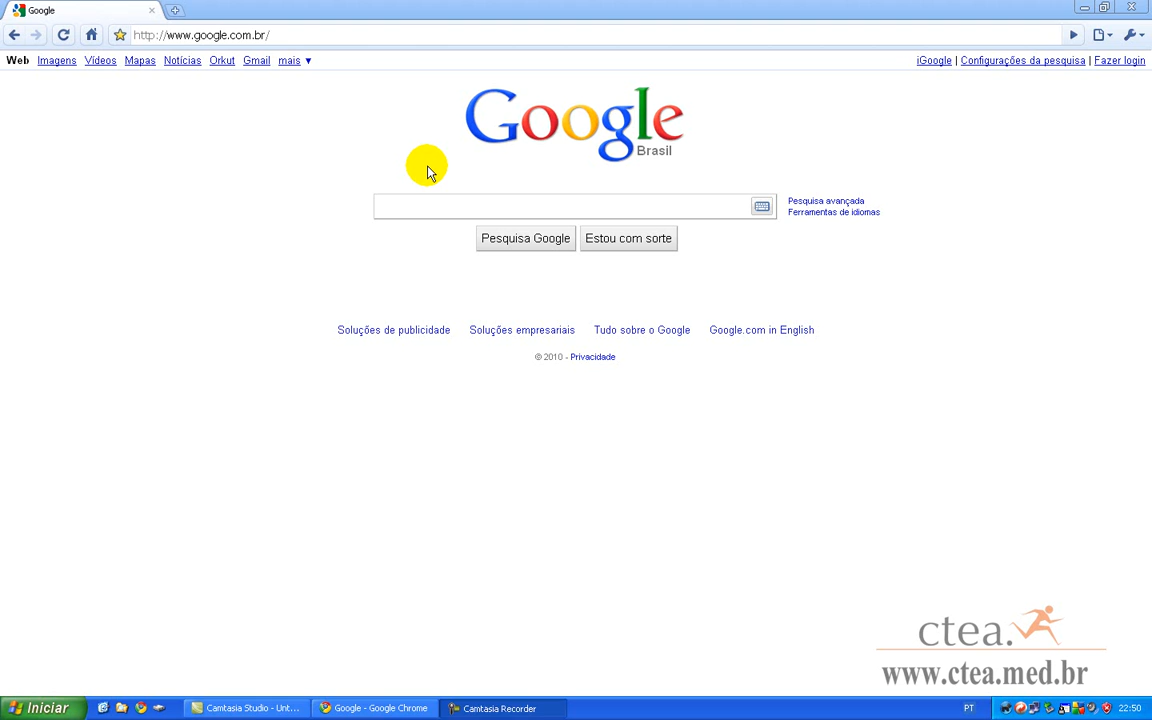 Google
http://www.google.com.br/
Web Imagens Vídeos Mapas Notícias Orkut Gmail mais ▼
iGoogle | Configurações da pesquisa | Fazer login
Google
Brasil
Pesquisa avançada
Ferramentas de idiomas
Pesquisa Google Estou com sorte
Soluções de publicidade Soluções empresariais Tudo sobre o Google Google.com in English
© 2010 - Privacidade
ctea.
www.ctea.med.br
Iniciar Camtasia Studio - Unt... Google - Google Chrome Camtasia Recorder PT 22:50